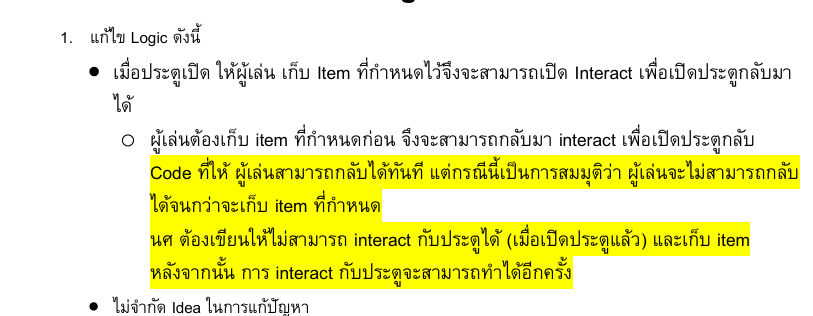 1. แก้ไข Logic ดังนี้
● เมื่อประตูเปิด ให้ผู้เล่น เก็บ Item ที่กำหนดไว้จึงจะสามารถเปิด Interact เพื่อเปิดประตูกลับมา
ได้
○ ผู้เล่นต้องเก็บ item ที่กำหนดก่อน จึงจะสามารถกลับมา interact เพื่อเปิดประตูกลับ
Code ที่ให้ ผู้เล่นสามารถกลับได้ทันที แต่กรณีนี้เป็นการสมมุติว่า ผู้เล่นจะไม่สามารถกลับ
ได้จนกว่าจะเก็บ item ที่กำหนด
นศ ต้องเขียนให้ไม่สามารถ interact กับประตูได้ (เมื่อเปิดประตูแล้ว) และเก็บ item
หลังจากนั้น การ interact กับประตูจะสามารถทำได้อีกครั้ง
● ไม่จำกัด Idea ในการแก้ปัญหา